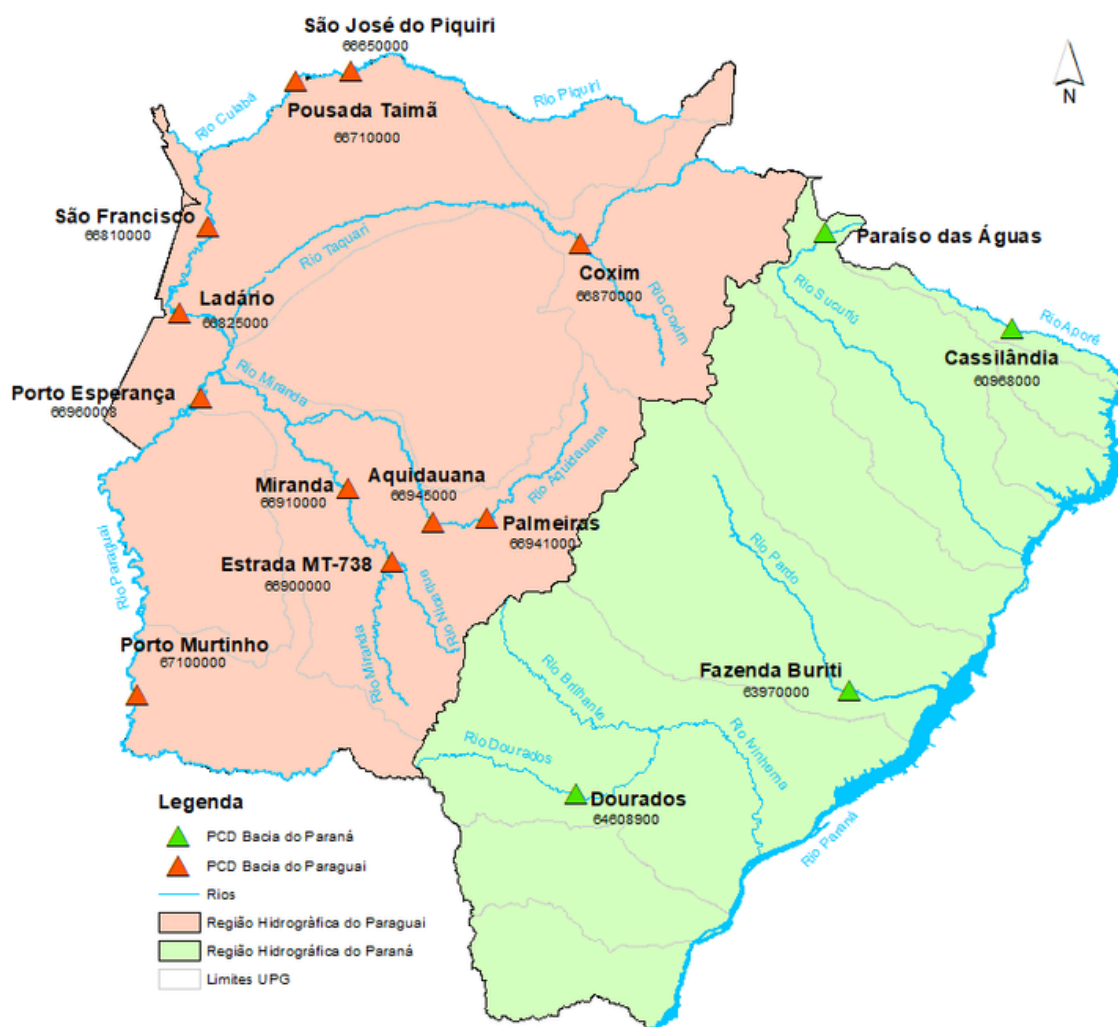 São José do Piquiri
66650000
Pousada Taimã
66710000
Rio Cuiabá
Rio Piquiri
N
São Francisco
66810000
Rio Taquari
Coxim
66870000
Rio Coxim
Paraíso das Águas
Rio Sucuriú
Rio Aporé
Cassilândia
60968000
Ladário
66825000
Rio Miranda
Porto Esperança
66960008
Miranda
66910000
Aquidauana
66945000
Rio Aquidauana
Palmeiras
66941000
Estrada MT-738
66900000
Rio Paraguai
Rio Nioaque
Rio Miranda
Rio Pardo
Porto Murtinho
67100000
Fazenda Buriti
63970000
Rio Brilhante
Rio Ivinhema
Rio Dourados
Dourados
64608900
Rio Paraná
Legenda
PCD Bacia do Paraná
PCD Bacia do Paraguai
Rios
Região Hidrográfica do Paraguai
Região Hidrográfica do Paraná
Limites UPG